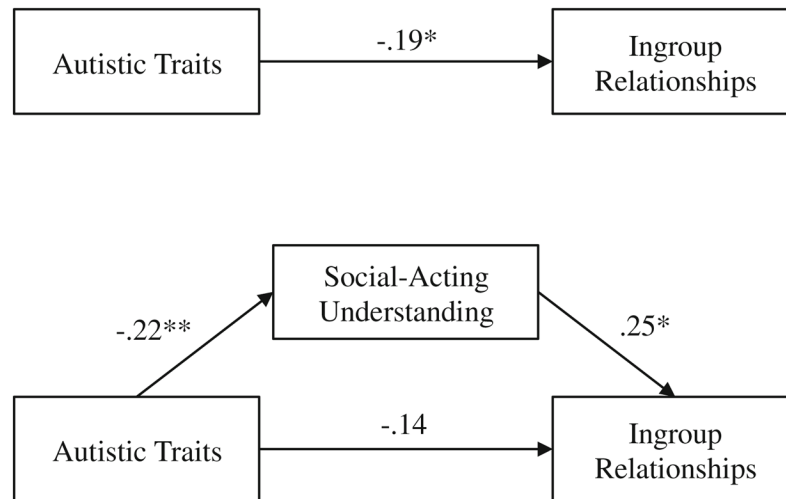 -.19*
Autistic Traits
Ingroup
Relationships
Social-Acting
Understanding
-.22**
.25*
-.14
Autistic Traits
Ingroup
Relationships